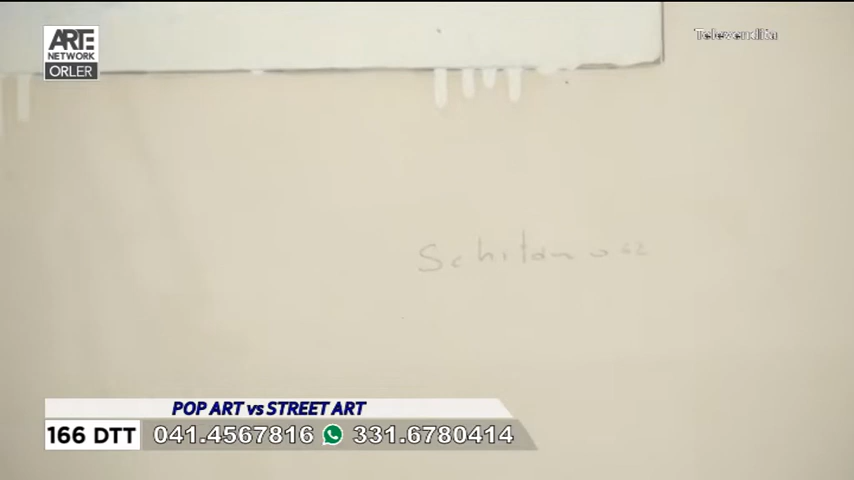 ARTE
NETWORK
ORLER
Televendita
Schifano 62
POP ART vs STREET ART
166 DTT 041.4567816 331.6780414